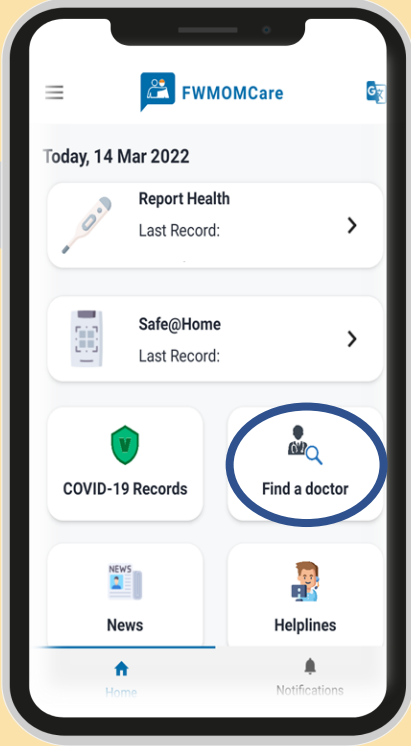 FWMOMCare
Today, 14 Mar 2022
Report Health
Last Record:
Safe@Home
Last Record:
V
COVID-19 Records
Find a doctor
NEWS
News
Helplines
Home
Notifications